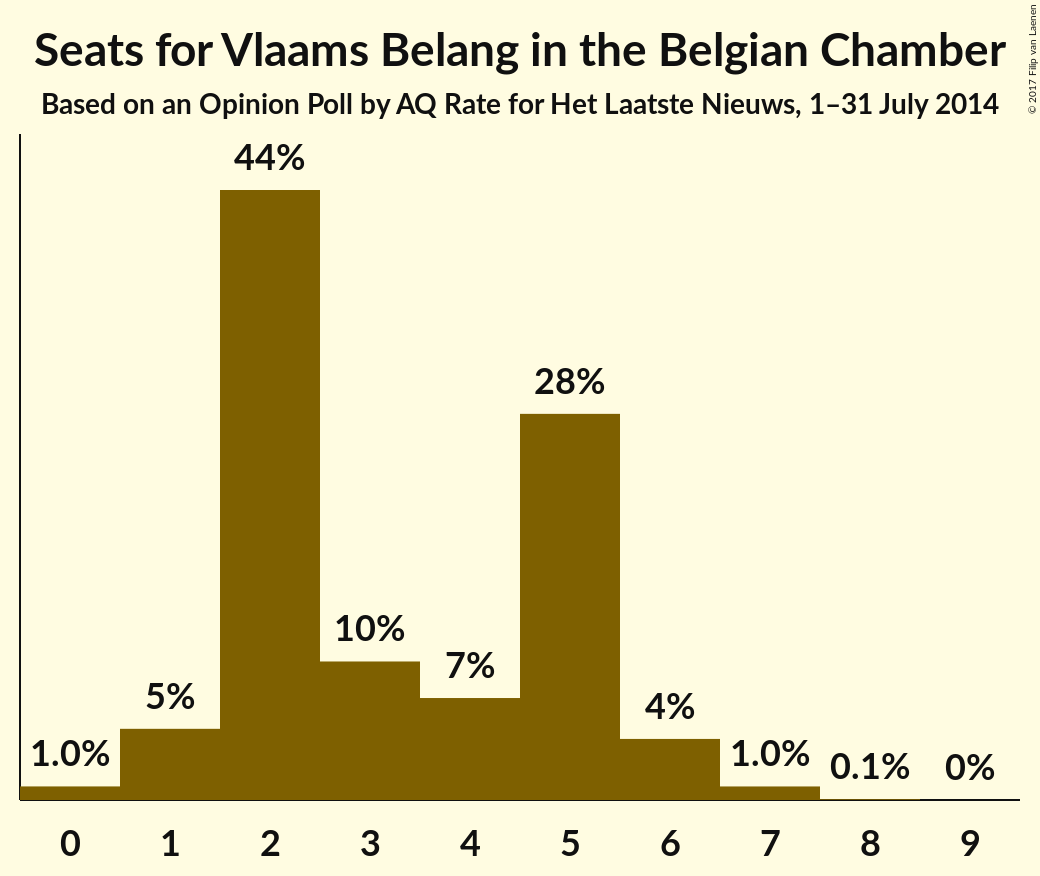 Seats for Vlaams Belang in the Belgian Chamber
Based on an Opinion Poll by AQ Rate for Het Laatste Nieuws, 1–31 July 2014
© 2017 Filip van Laenen
44%
28%
10%
7%
5%
4%
1.0%
1.0%
0.1%
0%
0 1 2 3 4 5 6 7 8 9